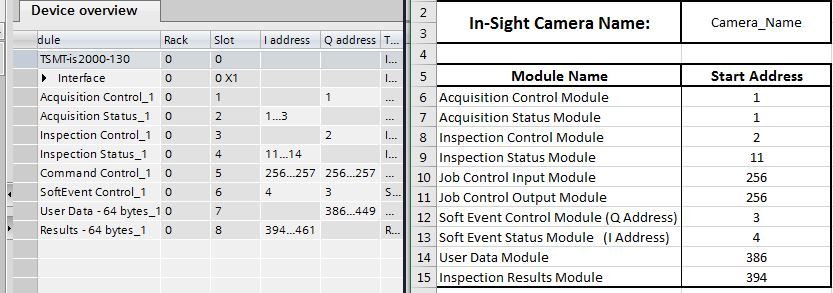 Device overview
dule Rack Slot I address Q address T...
TSMT-is2000-130 0 0 I...
Interface 0 0 X1 I...
Acquisition Control_1 0 1 1 ...
Acquisition Status_1 0 2 1...3 ...
Inspection Control_1 0 3 2 I...
Inspection Status_1 0 4 11...14 I...
Command Control_1 0 5 256...257 256...257 ...
SoftEvent Control_1 0 6 4 3 S...
User Data - 64 bytes_1 0 7 386...449 ...
Results - 64 bytes_1 0 8 394...461 R...
2 In-Sight Camera Name: Camera_Name
3
5 Module Name Start Address
6 Acquisition Control Module 1
7 Acquisition Status Module 1
8 Inspection Control Module 2
9 Inspection Status Module 11
10 Job Control Input Module 256
11 Job Control Output Module 256
12 Soft Event Control Module (Q Address) 3
13 Soft Event Status Module (I Address) 4
14 User Data Module 386
15 Inspection Results Module 394